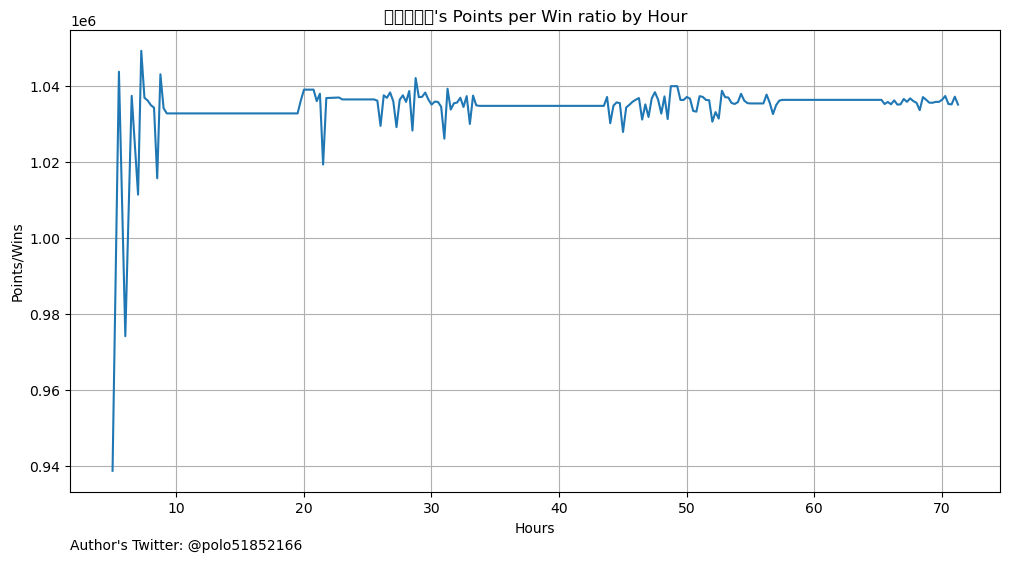 's Points per Win ratio by Hour
1e6
1.04
1.02
1.00
0.98
0.96
0.94
Points/Wins
10 20 30 40 50 60 70
Hours
Author's Twitter: @polo51852166